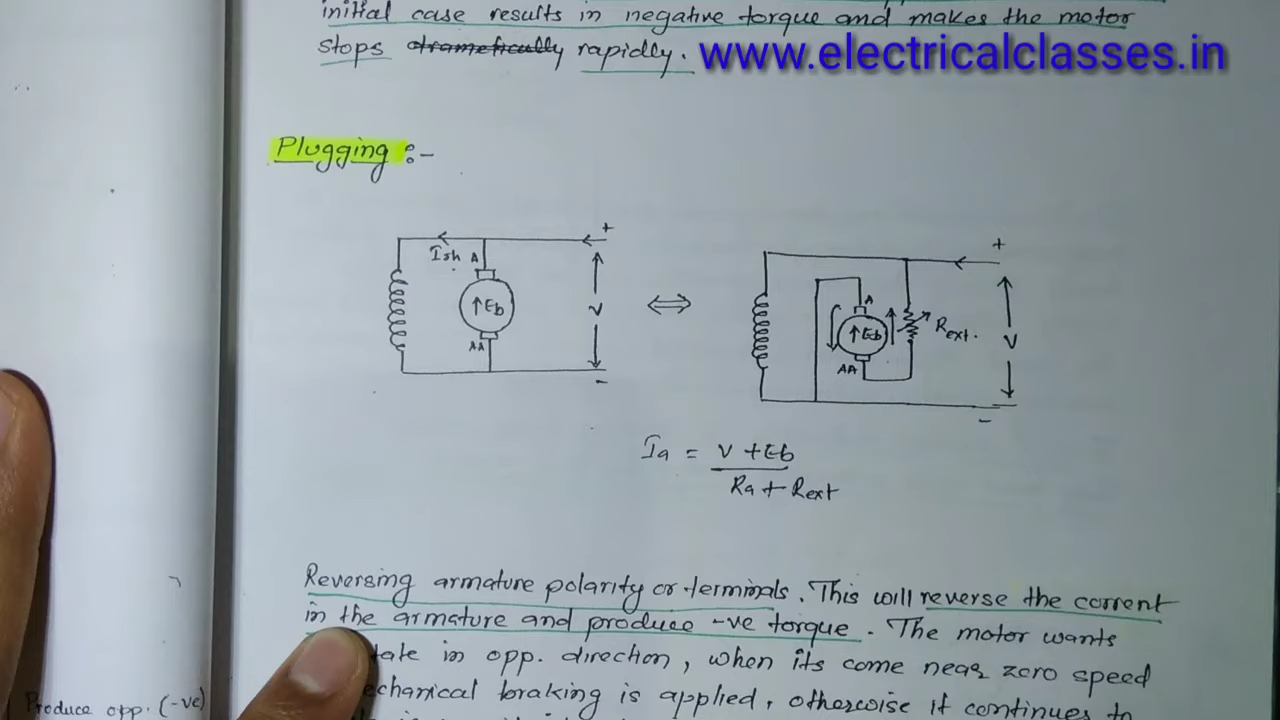 initial case results in negative torque and makes the motor
stops dramefically rapidly.
www.electricalclasses.in
Plugging :-
+
Ish A
Eb
V
AA
-
+
A
Eb
Rext.
V
AA
-
Ia = V + Eb
Ra + Rext
Reversing armature polarity or terminals. This will reverse the current
in the armature and produce -ve torque. The motor wants
in opp. direction, when its come near zero speed
braking is applied, otherwise it continues to
Produce opp. (-ve)